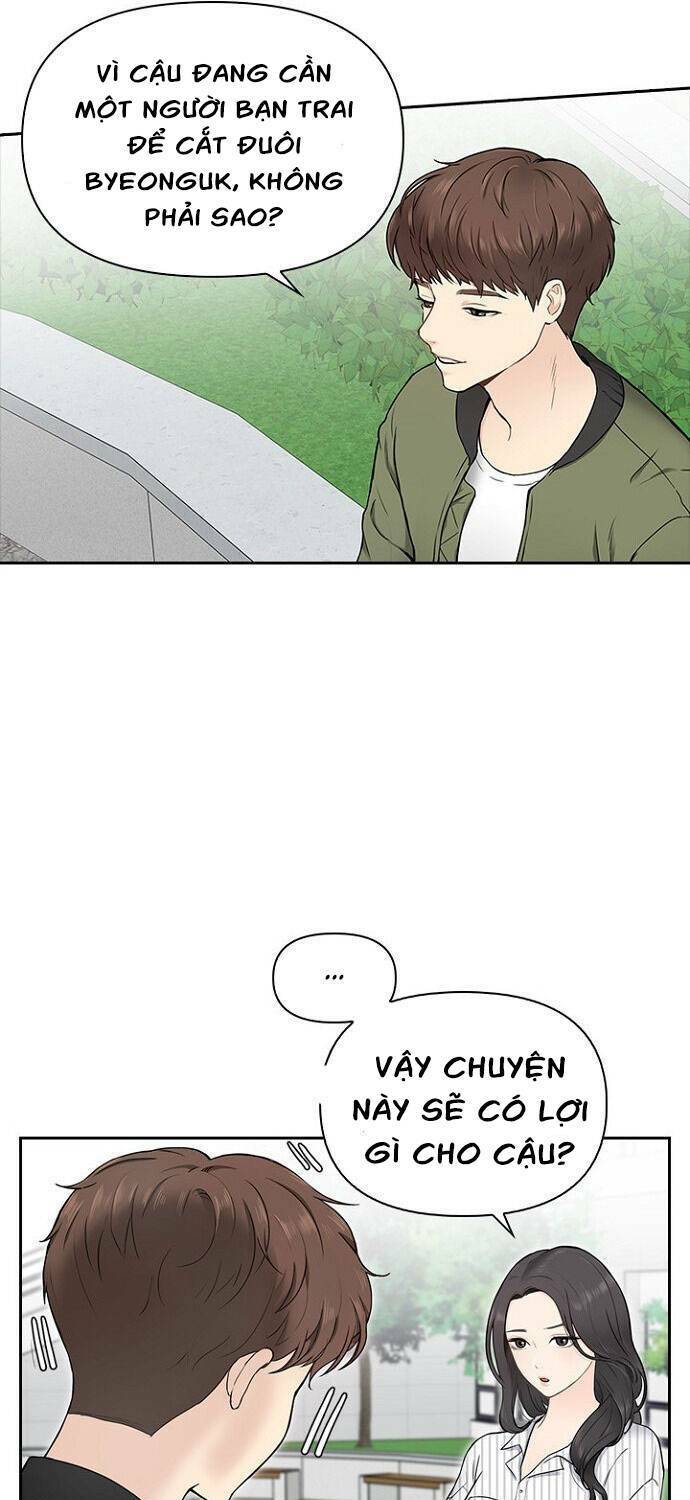 VÌ CẬU ĐANG CẦN
MỘT NGƯỜI BẠN TRAI
ĐỂ CẮT ĐUÔI
BYEONGUK, KHÔNG
PHẢI SAO?
...
VẬY CHUYỆN
NÀY SẼ CÓ LỢI
GÌ CHO CẬU?